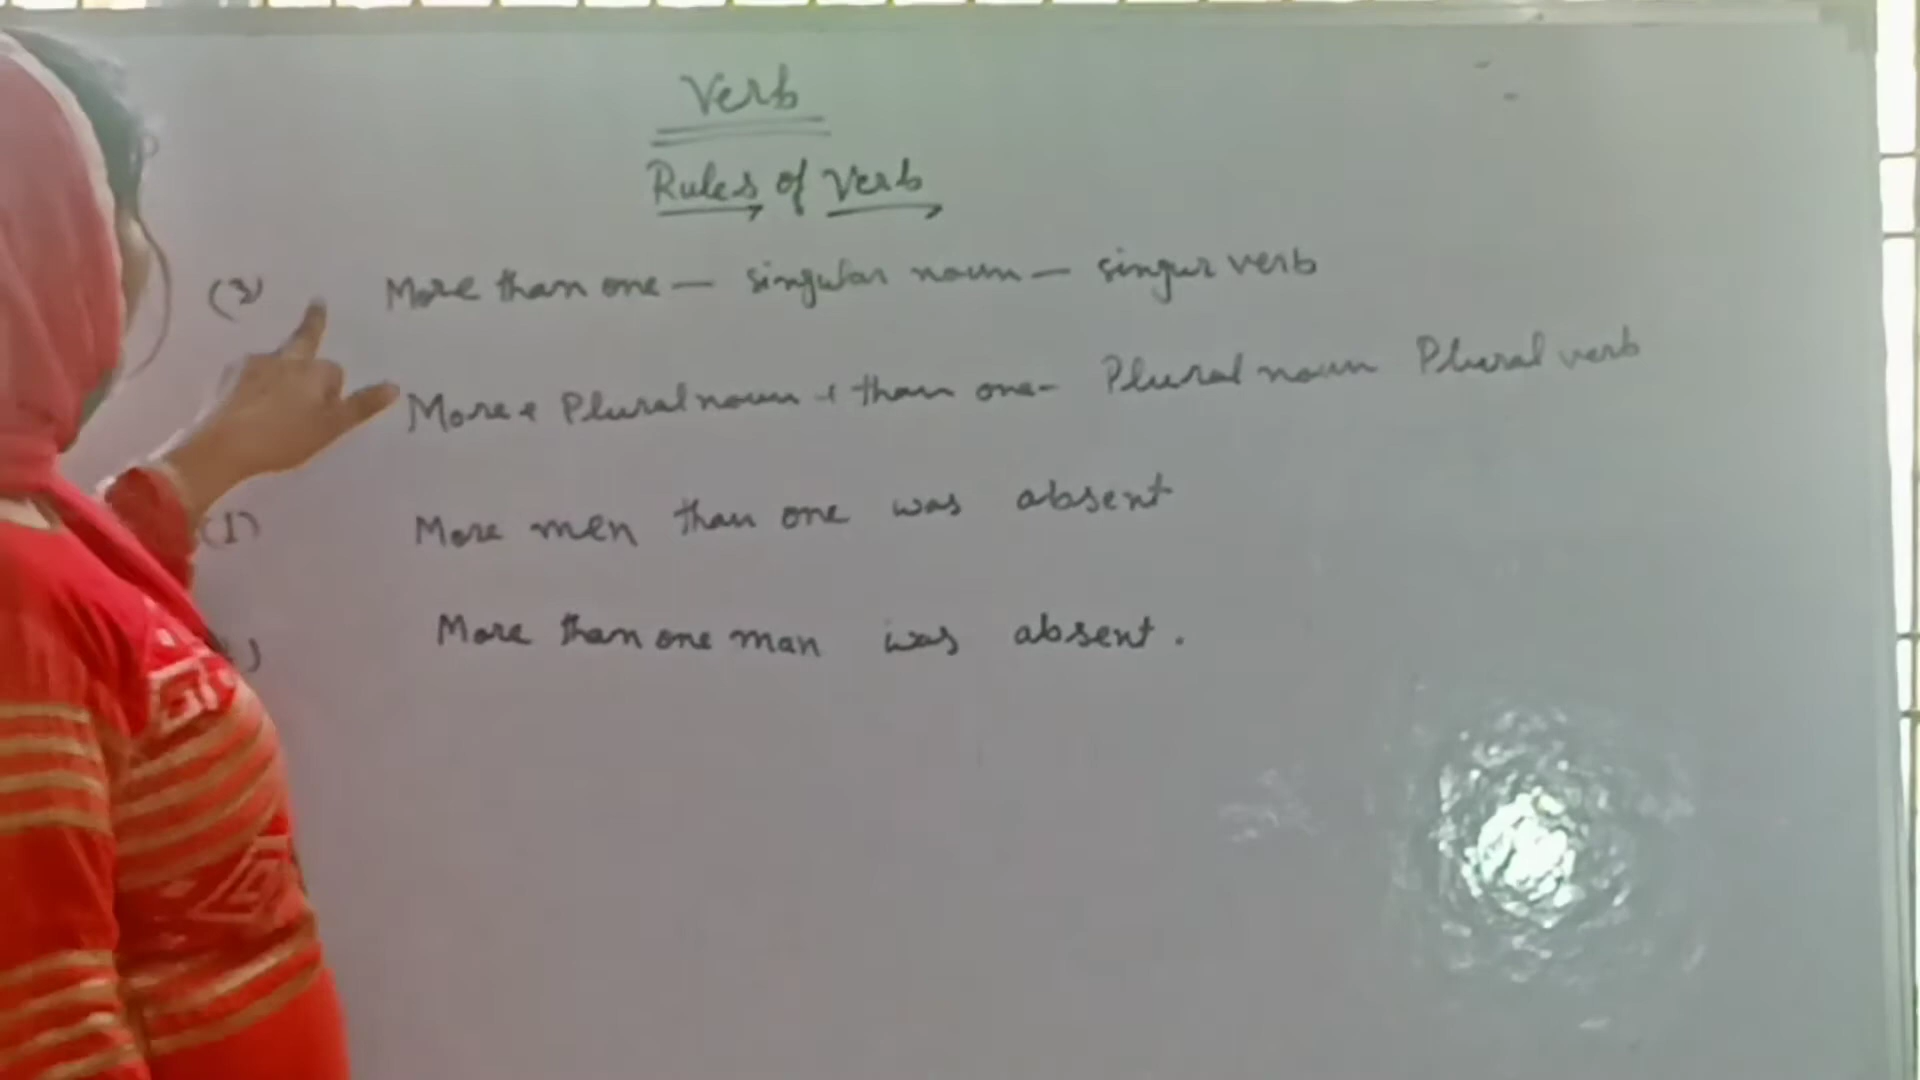 Verb
Rules of Verb
(3) More than one — singular noun — singur verb
More + Plural noun + than one - Plural noun Plural verb
(1) More men than one was absent
More than one man was absent.